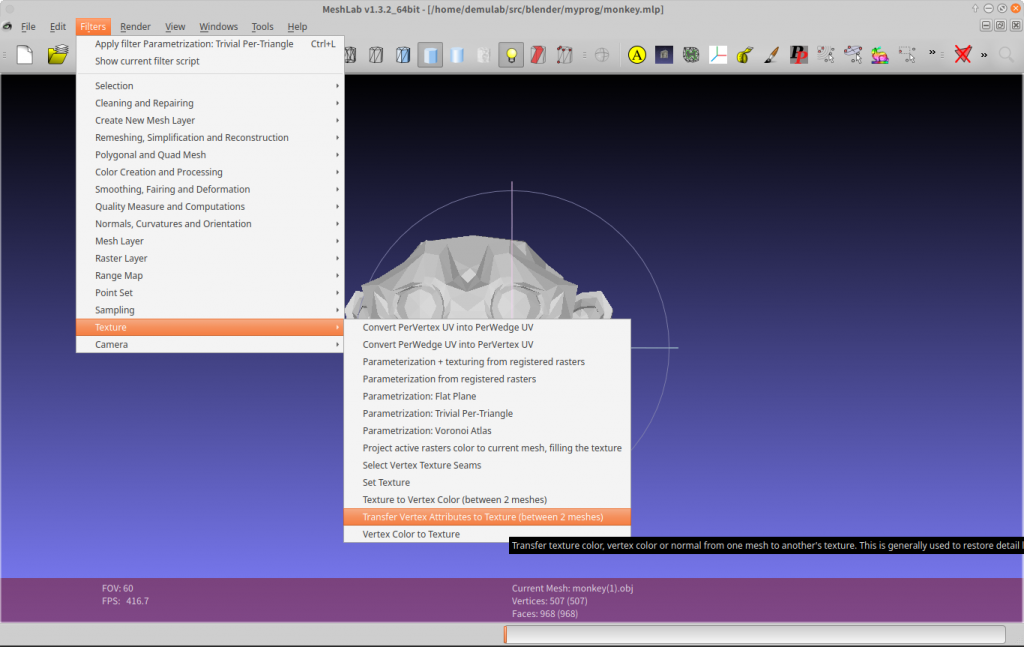 MeshLab v1.3.2_64bit - [/home/demulab/src/blender/myprog/monkey.mlp]
File Edit Filters Render View Windows Tools Help
Apply filter Parametrization: Trivial Per-Triangle Ctrl+L
Show current filter script
A
Selection
Cleaning and Repairing
Create New Mesh Layer
Remeshing, Simplification and Reconstruction
Polygonal and Quad Mesh
Color Creation and Processing
Smoothing, Fairing and Deformation
Quality Measure and Computations
Normals, Curvatures and Orientation
Mesh Layer
Raster Layer
Range Map
Point Set
Sampling
Texture
Camera
Convert PerVertex UV into PerWedge UV
Convert PerWedge UV into PerVertex UV
Parameterization + texturing from registered rasters
Parameterization from registered rasters
Parametrization: Flat Plane
Parametrization: Trivial Per-Triangle
Parametrization: Voronoi Atlas
Project active rasters color to current mesh, filling the texture
Select Vertex Texture Seams
Set Texture
Texture to Vertex Color (between 2 meshes)
Transfer Vertex Attributes to Texture (between 2 meshes)
Vertex Color to Texture
Transfer texture color, vertex color or normal from one mesh to another's texture. This is generally used to restore detail
FOV: 60
FPS: 416.7
Current Mesh: monkey(1).obj
Vertices: 507 (507)
Faces: 968 (968)